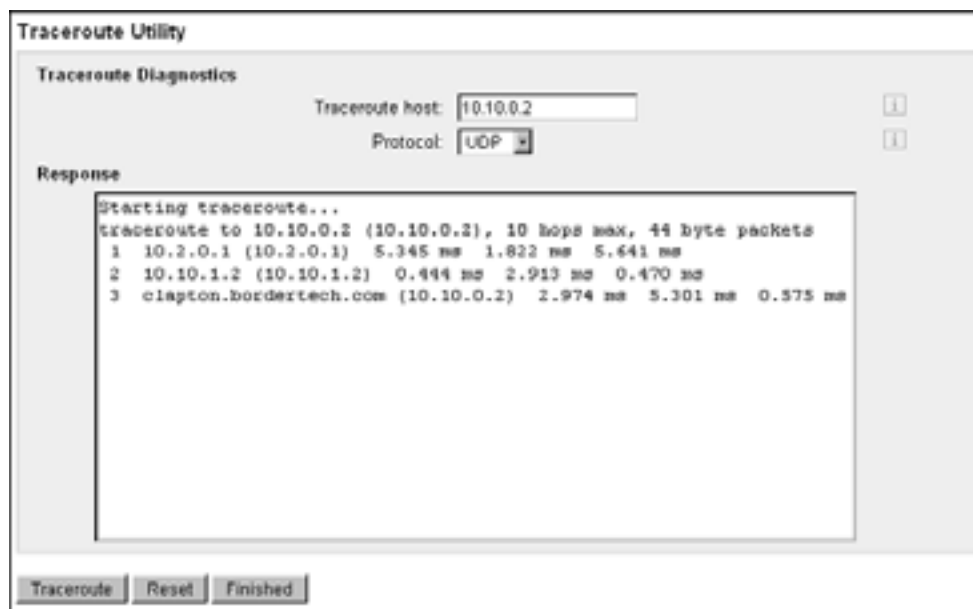 Traceroute Utility
Traceroute Diagnostics
Traceroute host: 10.10.0.2
Protocol: UDP
Response
Starting traceroute...
traceroute to 10.10.0.2 (10.10.0.2), 10 hops max, 44 byte packets
1 10.2.0.1 (10.2.0.1) 5.345 ms 1.822 ms 5.641 ms
2 10.10.1.2 (10.10.1.2) 0.444 ms 2.913 ms 0.470 ms
3 clapton.bordertech.com (10.10.0.2) 2.974 ms 5.301 ms 0.575 ms
Traceroute Reset Finished